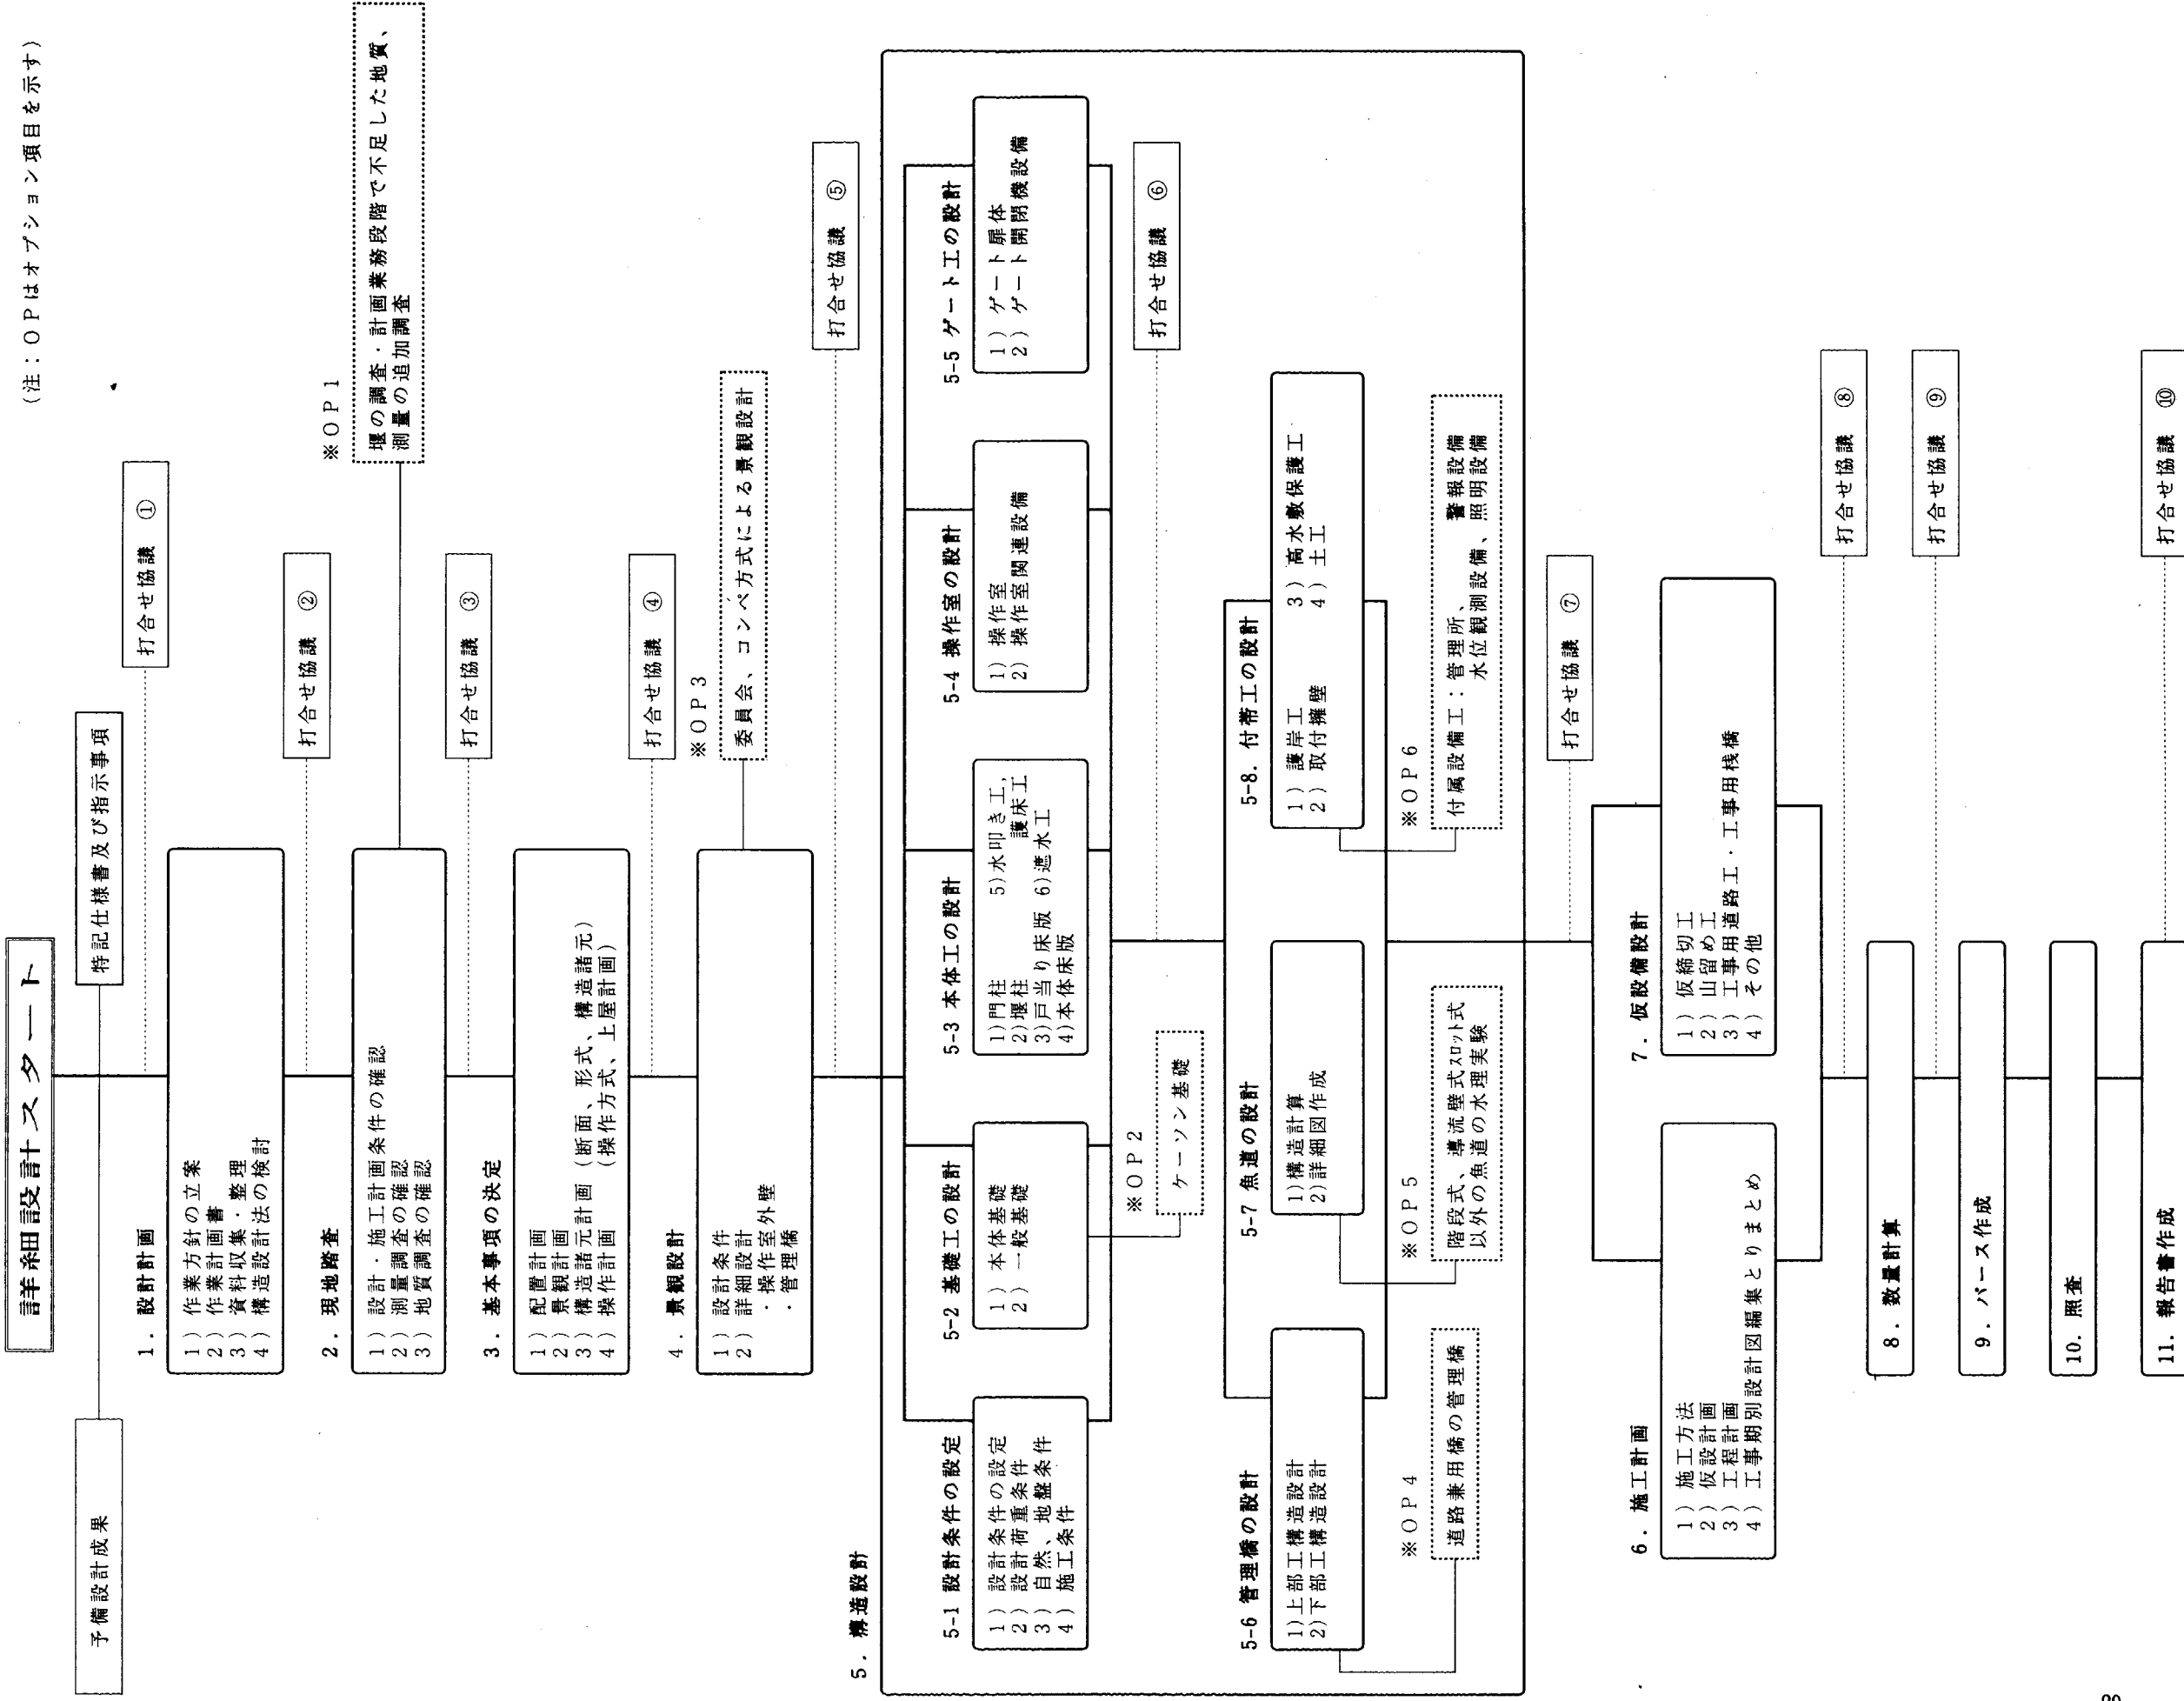 (注：ＯＰはオプション項目を示す)
詳細設計スタート
予備設計成果
特記仕様書及び指示事項
打合せ協議 ①
1．設計計画
1) 作業方針の立案
2) 作業計画書
3) 資料収集・整理
4) 構造設計法の検討
打合せ協議 ②
※ＯＰ１
2．現地踏査
1) 設計・施工計画条件の確認
2) 測量調査の確認
3) 地質調査の確認
堰の調査・計画業務段階で不足した地質、
測量の追加調査
打合せ協議 ③
3．基本事項の決定
1) 配置計画
2) 景観計画
3) 構造諸元計画 (断面、形式、構造諸元)
4) 操作計画 (操作方式、上屋計画)
打合せ協議 ④
※ＯＰ３
4．景観設計
1) 設計条件
2) 詳細設計
・操作室外壁
・管理橋
委員会、コンペ方式による景観設計
打合せ協議 ⑤
5．構造設計
5-1 設計条件の設定
1) 設計条件の設定
2) 設計荷重条件
3) 自然、地盤条件
4) 施工条件
5-2 基礎工の設計
1) 本体基礎
2) 一般基礎
※ＯＰ２
ケーソン基礎
5-3 本体工の設計
1)門柱
2)堰柱
3)戸当り床版
4)本体床版
5)水叩き工,
護床工
6)遮水工
5-4 操作室の設計
1) 操作室
2) 操作室関連設備
5-5 ゲート工の設計
1) ゲート扉体
2) ゲート開閉機設備
打合せ協議 ⑥
5-6 管理橋の設計
1)上部工構造設計
2)下部工構造設計
※ＯＰ４
道路兼用橋の管理橋
5-7 魚道の設計
1)構造計算
2)詳細図作成
※ＯＰ５
階段式、導流壁式ｽﾛｯﾄ式
以外の魚道の水理実験
5-8. 付帯工の設計
1) 護岸工
2) 取付擁壁
3) 高水敷保護工
4) 土工
※ＯＰ６
付属設備工：管理所、 警報設備
水位観測設備、照明設備
打合せ協議 ⑦
6．施工計画
1) 施工方法
2) 仮設計画
3) 工程計画
4) 工事期別設計図編集とりまとめ
7．仮設備設計
1) 仮締切工
2) 山留め工
3) 工事用道路工・工事用桟橋
4) その他
打合せ協議 ⑧
8．数量計算
打合せ協議 ⑨
9．パース作成
10. 照査
11. 報告書作成
打合せ協議 ⑩